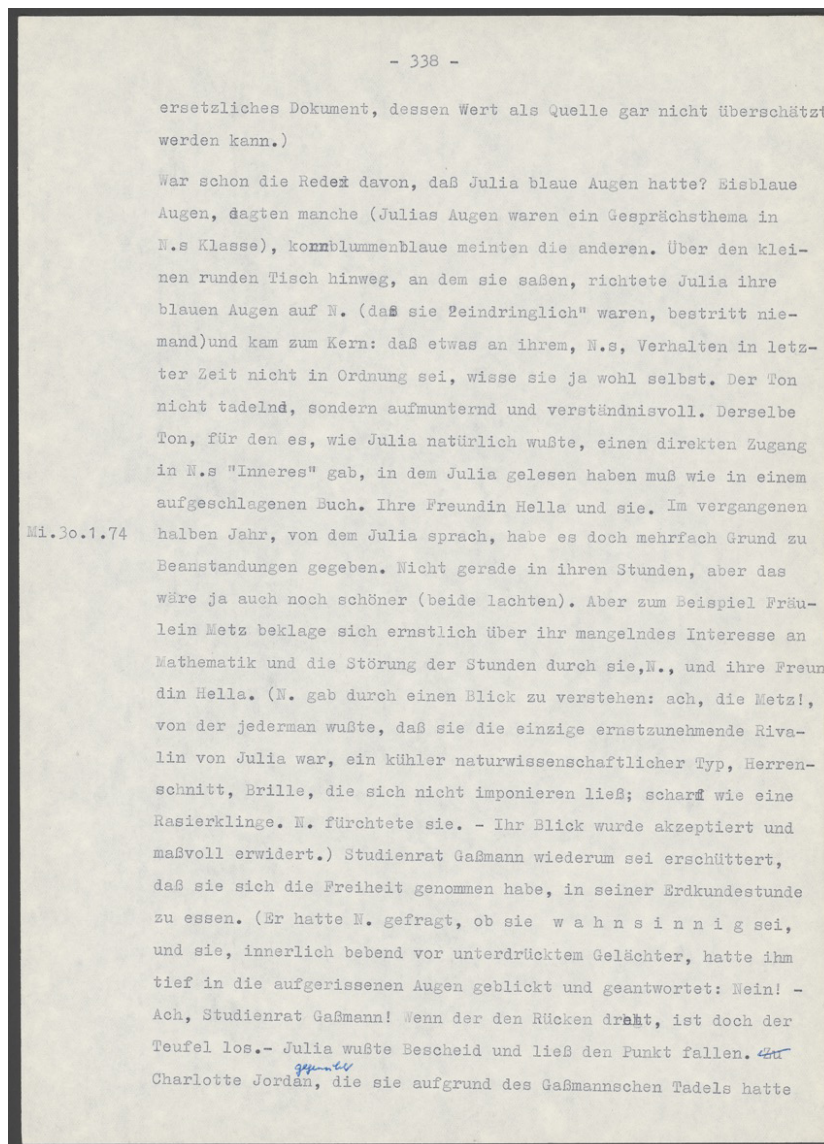 - 338 -
ersetzliches Dokument, dessen Wert als Quelle gar nicht überschätzt
werden kann.)
War schon die Rede davon, daß Julia blaue Augen hatte? Eisblaue
Augen, dagten manche (Julias Augen waren ein Gesprächsthema in
N.s Klasse), kornblummenblaue meinten die anderen. Über den klei-
nen runden Tisch hinweg, an dem sie saßen, richtete Julia ihre
blauen Augen auf N. (daß sie 2eindringlich" waren, bestritt nie-
mand)und kam zum Kern: daß etwas an ihrem, N.s, Verhalten in letz-
ter Zeit nicht in Ordnung sei, wisse sie ja wohl selbst. Der Ton
nicht tadelnd, sondern aufmunternd und verständnisvoll. Derselbe
Ton, für den es, wie Julia natürlich wußte, einen direkten Zugang
in N.s "Inneres" gab, in dem Julia gelesen haben muß wie in einem
aufgeschlagenen Buch. Ihre Freundin Hella und sie. Im vergangenen
Mi.3o.1.74 halben Jahr, von dem Julia sprach, habe es doch mehrfach Grund zu
Beanstandungen gegeben. Nicht gerade in ihren Stunden, aber das
wäre ja auch noch schöner (beide lachten). Aber zum Beispiel Fräu-
lein Metz beklage sich ernstlich über ihr mangelndes Interesse an
Mathematik und die Störung der Stunden durch sie,N., und ihre Freun
din Hella. (N. gab durch einen Blick zu verstehen: ach, die Metz!,
von der jederman wußte, daß sie die einzige ernstzunehmende Riva-
lin von Julia war, ein kühler naturwissenschaftlicher Typ, Herren-
schnitt, Brille, die sich nicht imponieren ließ; scharf wie eine
Rasierklinge. N. fürchtete sie. - Ihr Blick wurde akzeptiert und
maßvoll erwidert.) Studienrat Gaßmann wiederum sei erschüttert,
daß sie sich die Freiheit genommen habe, in seiner Erdkundestunde
zu essen. (Er hatte N. gefragt, ob sie w a h n s i n n i g sei,
und sie, innerlich bebend vor unterdrücktem Gelächter, hatte ihm
tief in die aufgerissenen Augen geblickt und geantwortet: Nein! -
Ach, Studienrat Gaßmann! Wenn der den Rücken dreht, ist doch der
Teufel los.- Julia wußte Bescheid und ließ den Punkt fallen. Zu
gegenüber
Charlotte Jordan, die sie aufgrund des Gaßmannschen Tadels hatte